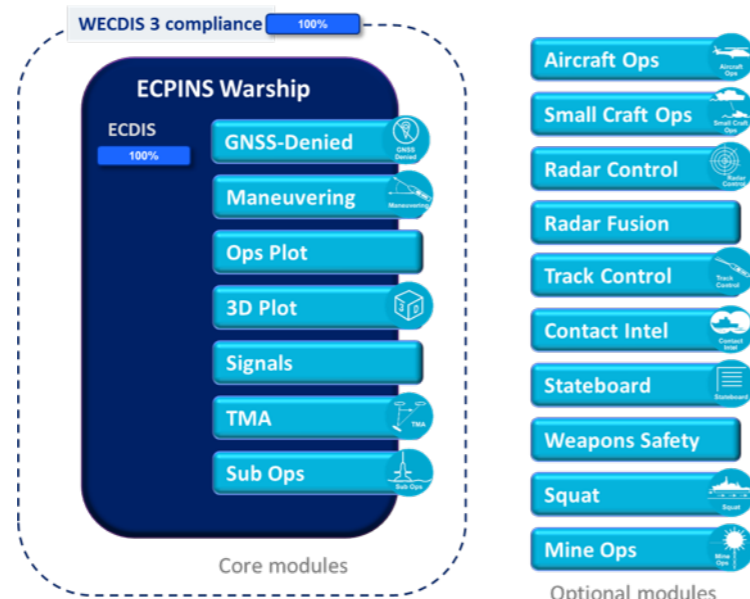 WECDIS 3 compliance 100%
ECPINS Warship
ECDIS
100%
GNSS-Denied
GNSS
Denied
Maneuvering
Maneuvering
Ops Plot
3D Plot
3 D
Signals
TMA
TMA
Sub Ops
Sub Ops
Core modules
Aircraft Ops
Aircraft
Ops
Small Craft Ops
Small Craft
Ops
Radar Control
Radar
Control
Radar Fusion
Track Control
Track
Control
Contact Intel
Contact
Intel
Stateboard
Stateboard
Weapons Safety
Squat
Squat
Mine Ops
Mine
Ops
Optional modules